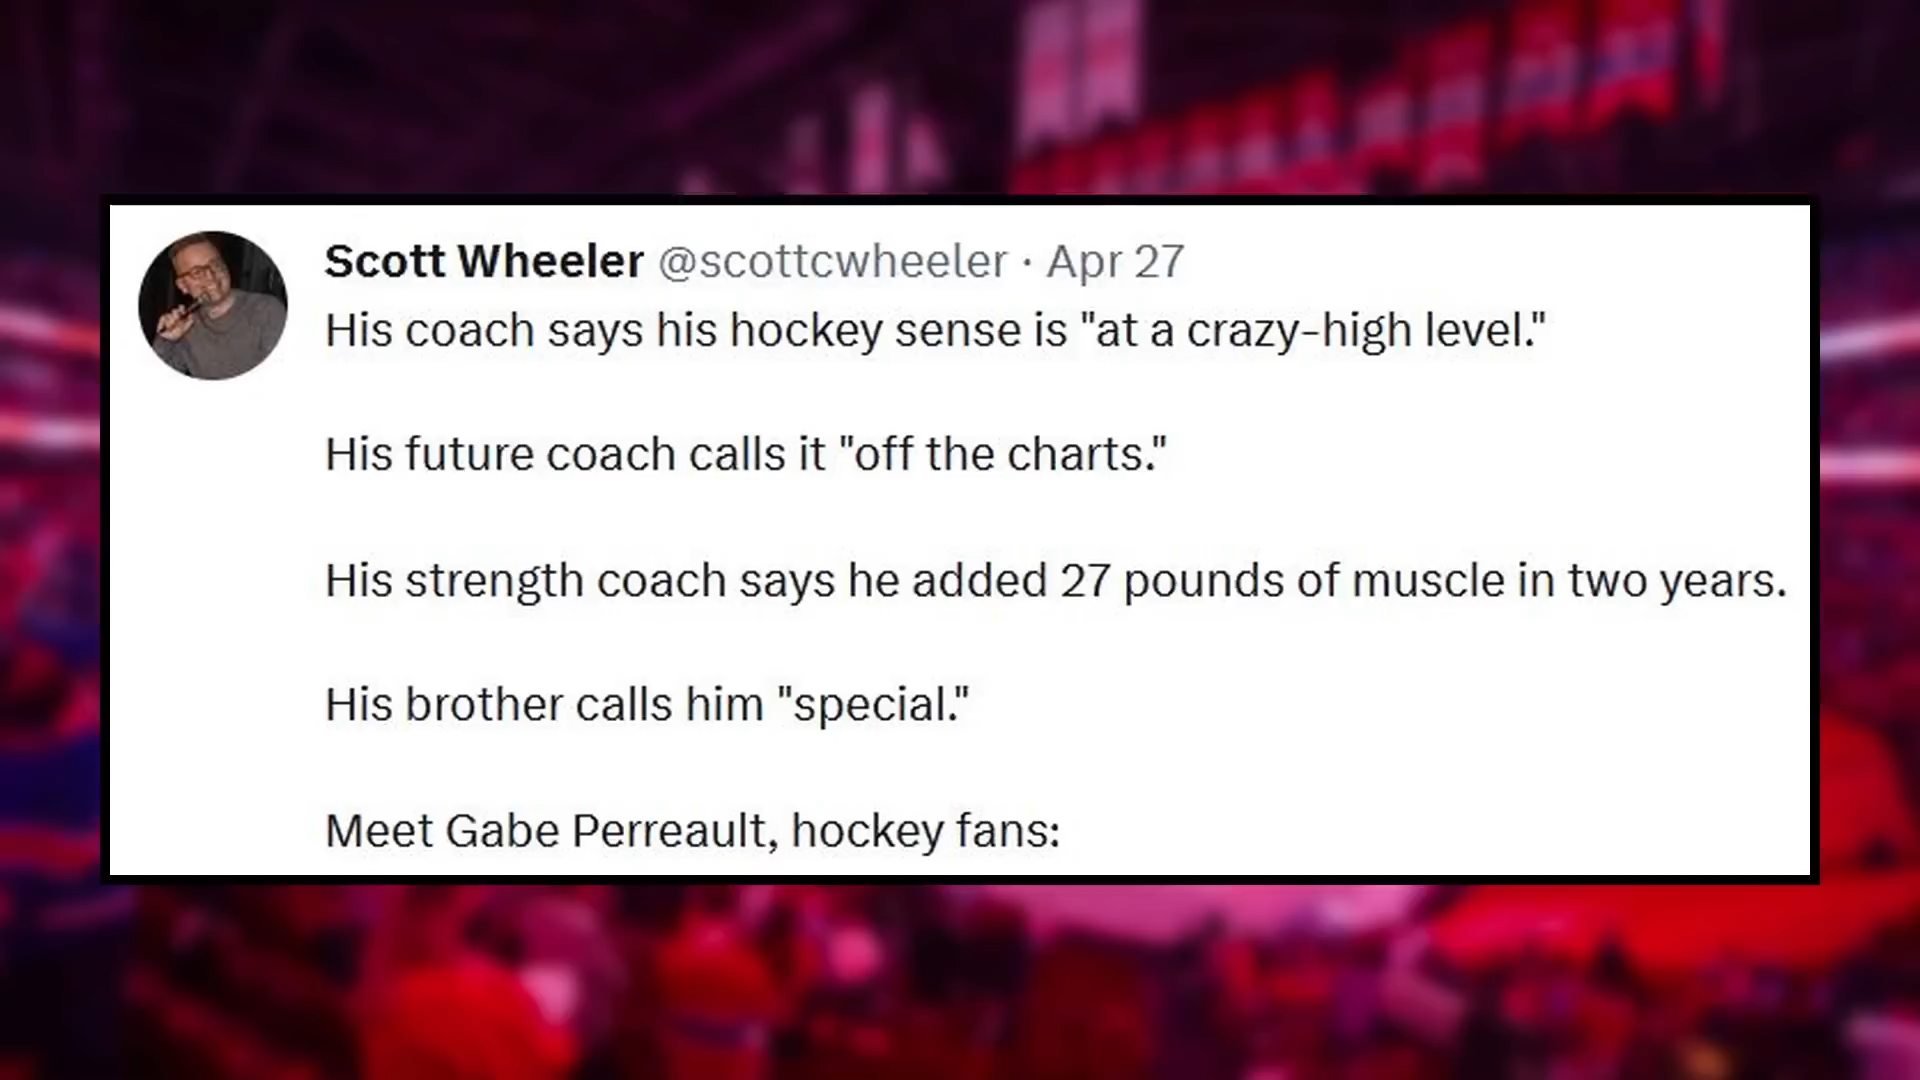 Scott Wheeler @scottcwheeler · Apr 27
His coach says his hockey sense is "at a crazy-high level."
His future coach calls it "off the charts."
His strength coach says he added 27 pounds of muscle in two years.
His brother calls him "special."
Meet Gabe Perreault, hockey fans: